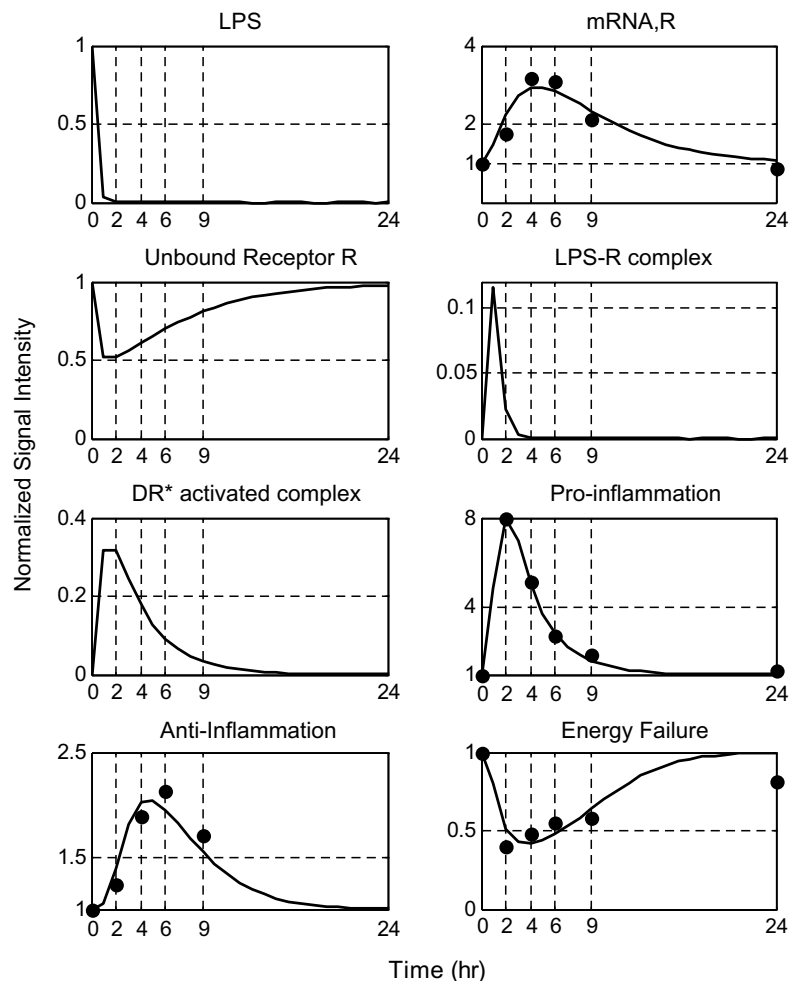 LPS
1
0.5
0
0 2 4 6 9 24
mRNA,R
4
2
1
0 2 4 6 9 24
Unbound Receptor R
1
0.5
0
0 2 4 6 9 24
LPS-R complex
0.1
0.05
0
0 2 4 6 9 24
DR* activated complex
0.4
0.2
0
0 2 4 6 9 24
Pro-inflammation
8
4
1
0 2 4 6 9 24
Anti-Inflammation
2.5
1.5
1
0 2 4 6 9 24
Energy Failure
1
0.5
0
0 2 4 6 9 24
Normalized Signal Intensity
Time (hr)